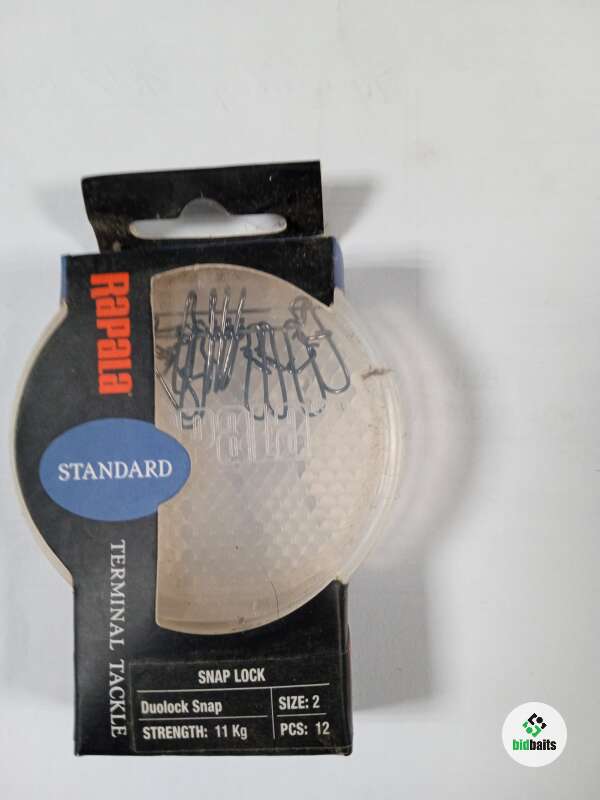 RAPALA
STANDARD
TERMINAL TACKLE
SNAP LOCK
Duolock Snap
SIZE: 2
STRENGTH: 11 Kg
PCS: 12
bidbaits